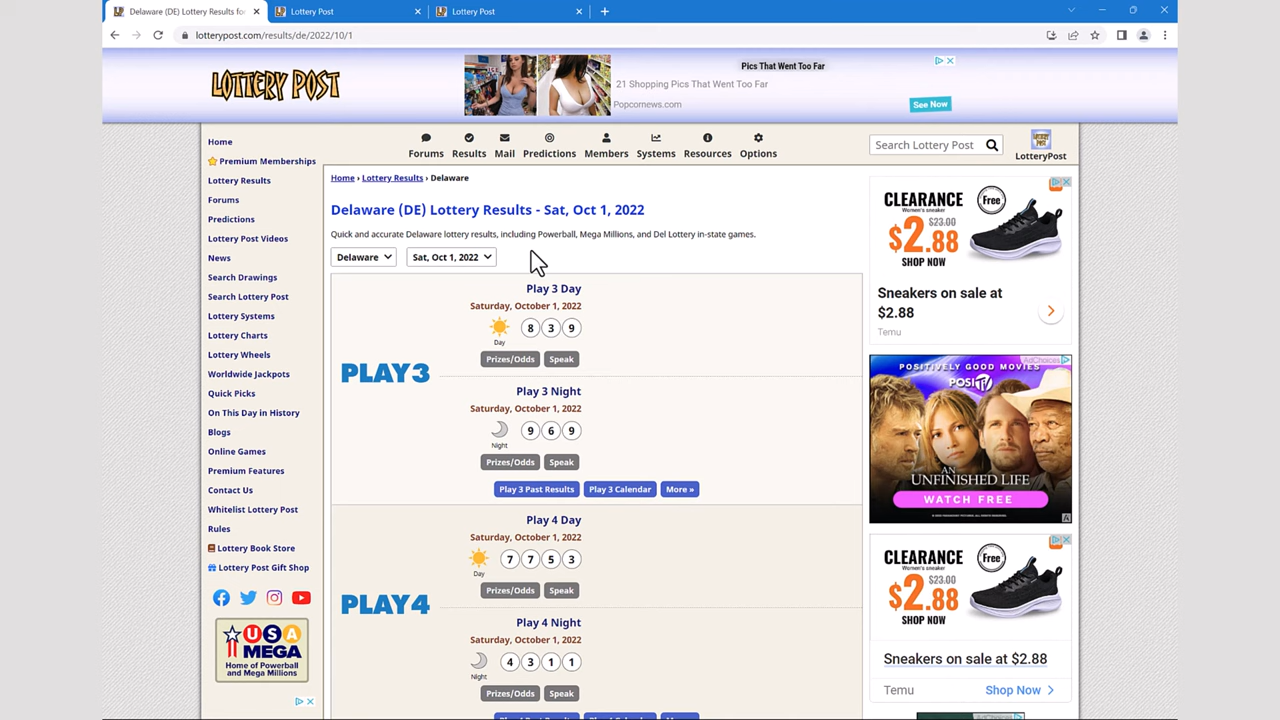 Delaware (DE) Lottery Results fo
Lottery Post
Lottery Post
lotterypost.com/results/de/2022/10/1
LOTTERY POST
Pics That Went Too Far
21 Shopping Pics That Went Too Far
Popcornews.com
See Now
Forums
Results
Mail
Predictions
Members
Systems
Resources
Options
Search Lottery Post
LotteryPost
Home
Premium Memberships
Lottery Results
Forums
Predictions
Lottery Post Videos
News
Search Drawings
Search Lottery Post
Lottery Systems
Lottery Charts
Lottery Wheels
Worldwide Jackpots
Quick Picks
On This Day in History
Blogs
Online Games
Premium Features
Contact Us
Whitelist Lottery Post
Rules
Lottery Book Store
Lottery Post Gift Shop
USA
MEGA
Home of Powerball
and Mega Millions
Home › Lottery Results › Delaware
Delaware (DE) Lottery Results - Sat, Oct 1, 2022
Quick and accurate Delaware lottery results, including Powerball, Mega Millions, and Del Lottery in-state games.
Delaware
Sat, Oct 1, 2022
PLAY3
Play 3 Day
Saturday, October 1, 2022
Day
8 3 9
Prizes/Odds Speak
Play 3 Night
Saturday, October 1, 2022
Night
9 6 9
Prizes/Odds Speak
Play 3 Past Results Play 3 Calendar More »
PLAY4
Play 4 Day
Saturday, October 1, 2022
Day
7 7 5 3
Prizes/Odds Speak
Play 4 Night
Saturday, October 1, 2022
Night
4 3 1 1
Prizes/Odds Speak
CLEARANCE
Women's sneaker
Free
$23.00
$2.88
SHOP NOW
Sneakers on sale at
$2.88
Temu
AdChoices
POSITIVELY GOOD MOVIES
POSITV
AN
UNFINISHED LIFE
WATCH FREE
CLEARANCE
Women's sneaker
Free
$23.00
$2.88
SHOP NOW
Sneakers on sale at $2.88
Temu
Shop Now